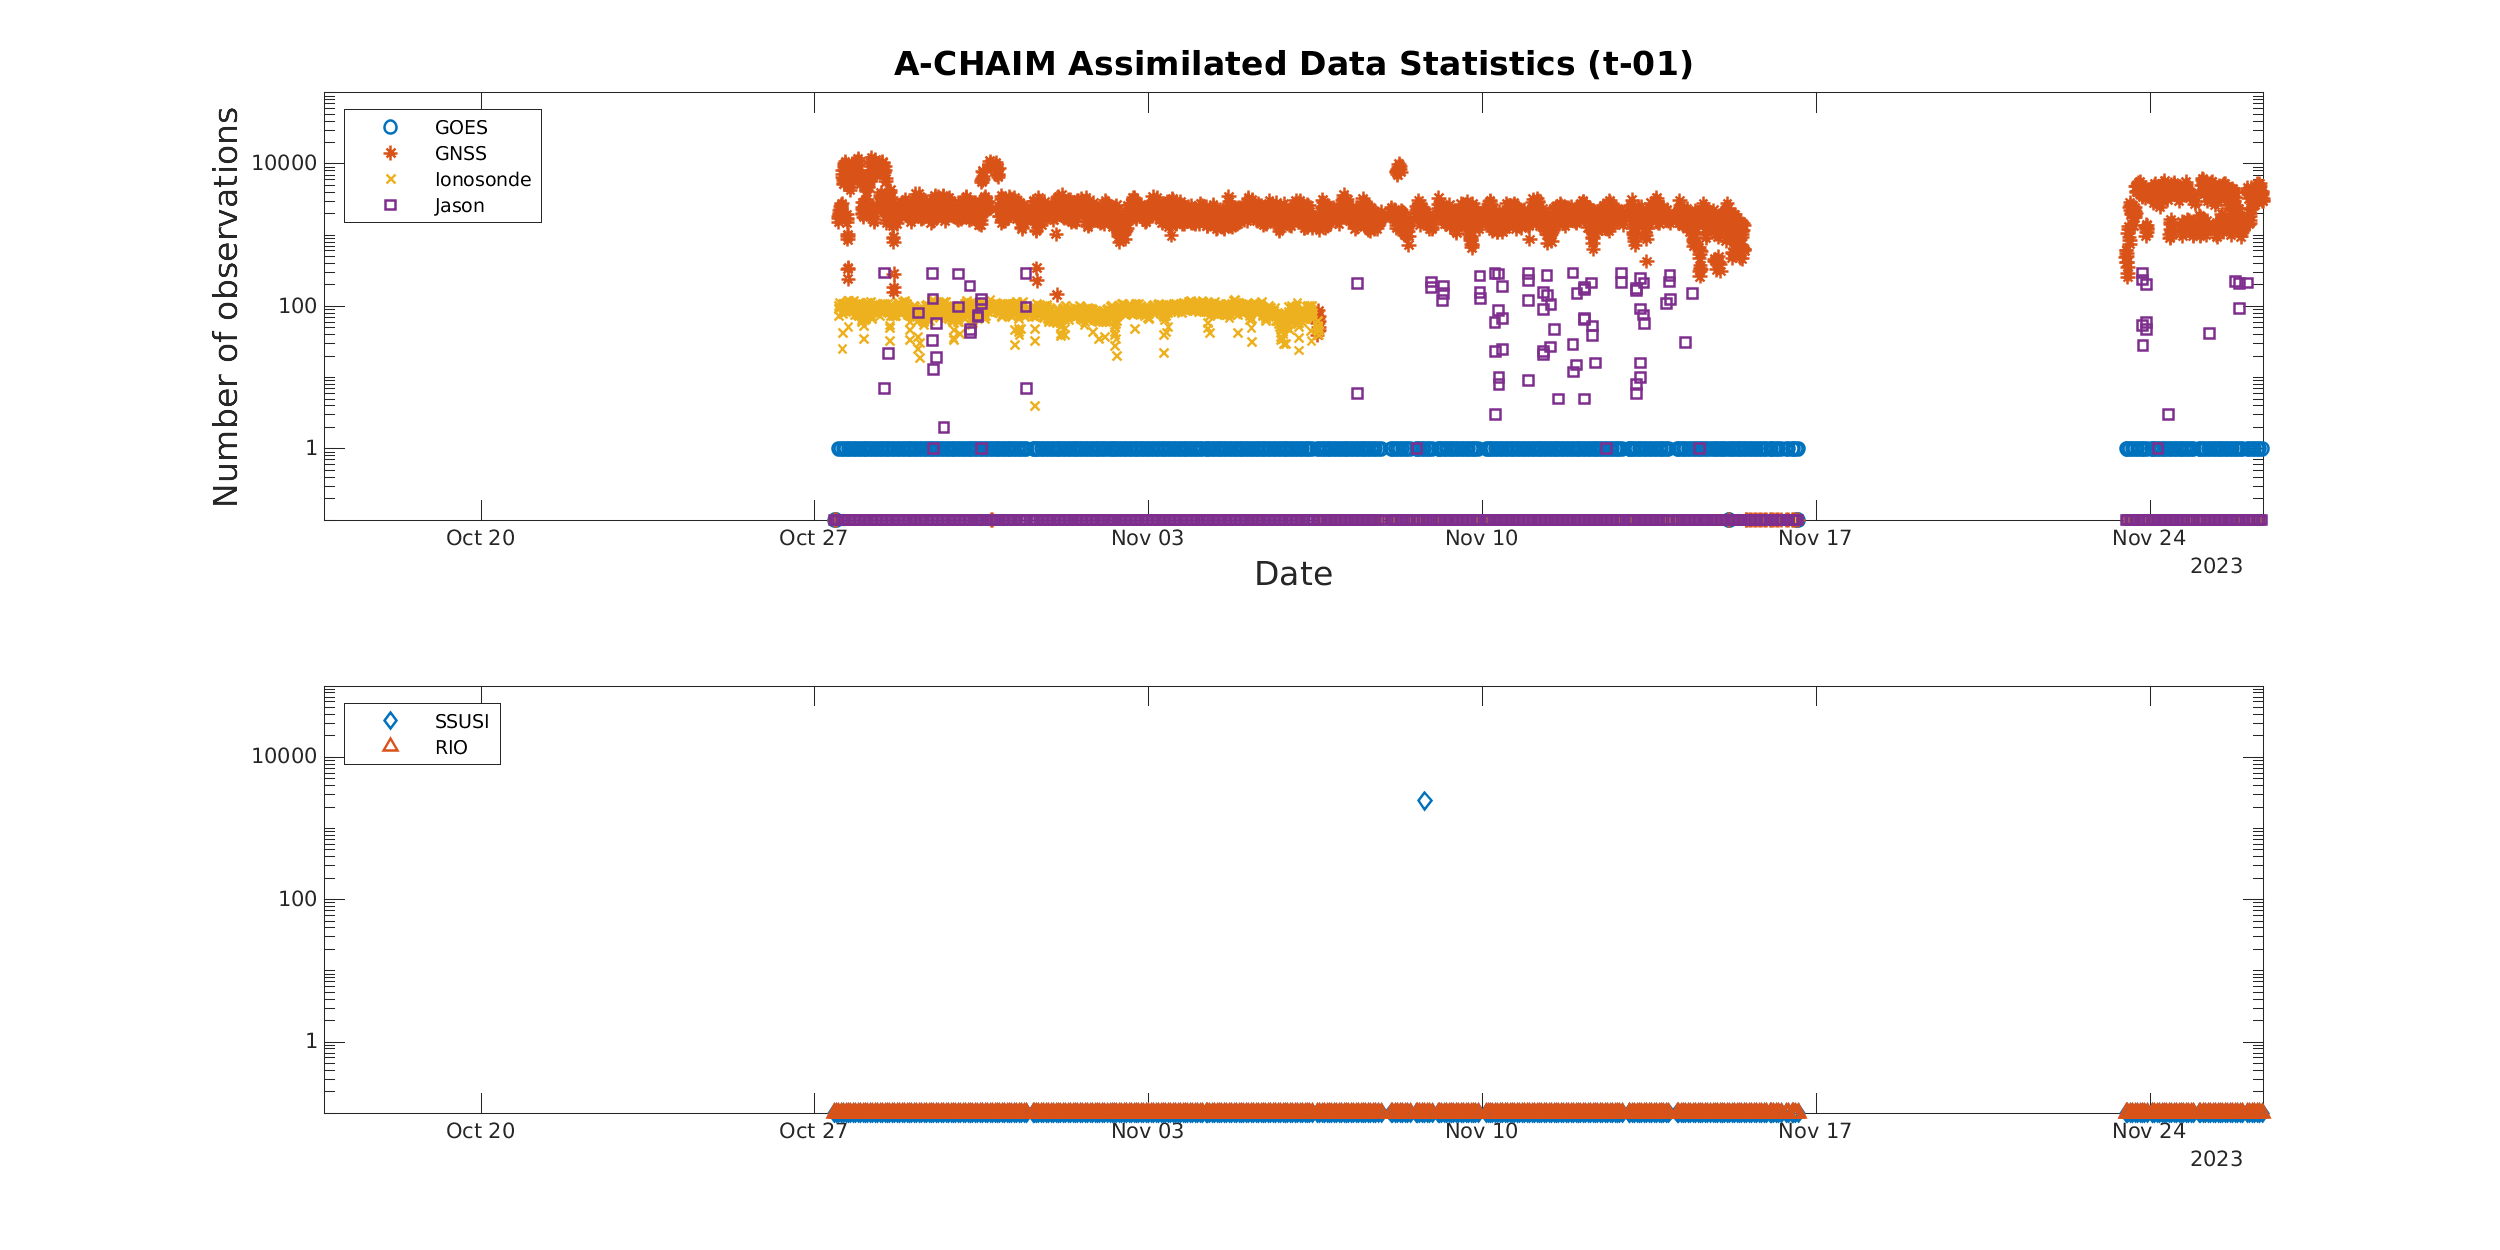 A-CHAIM Assimilated Data Statistics (t-01)
Number of observations
10000
100
1
GOES
GNSS
Ionosonde
Jason
Oct 20
Oct 27
Nov 03
Nov 10
Nov 17
Nov 24
2023
Date
10000
100
1
SSUSI
RIO
Oct 20
Oct 27
Nov 03
Nov 10
Nov 17
Nov 24
2023